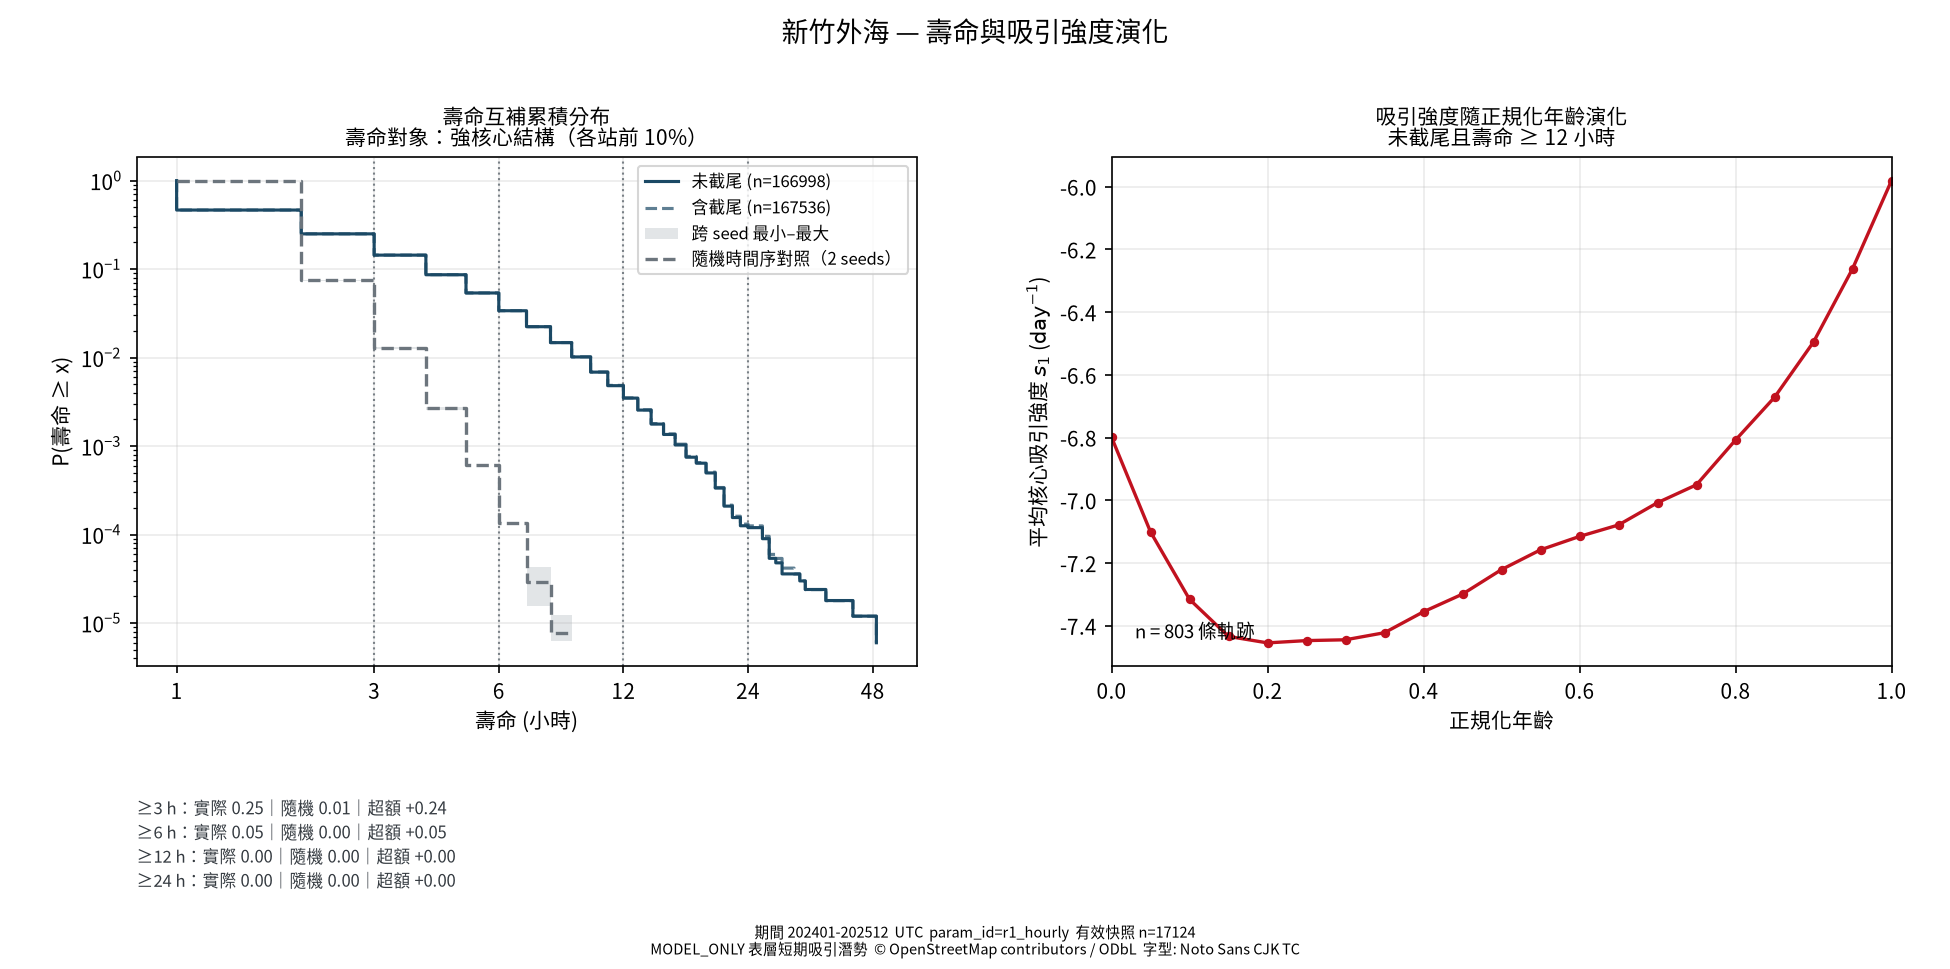 新竹外海 — 壽命與吸引強度演化
壽命互補累積分布
壽命對象：強核心結構（各站前 10%）
未截尾 (n=166998)
含截尾 (n=167536)
跨 seed 最小–最大
隨機時間序對照（2 seeds）
10⁰
10⁻¹
10⁻²
10⁻³
10⁻⁴
10⁻⁵
P(壽命 ≥ x)
1 3 6 12 24 48
壽命 (小時)
吸引強度隨正規化年齡演化
未截尾且壽命 ≥ 12 小時
-6.0
-6.2
-6.4
-6.6
-6.8
-7.0
-7.2
-7.4
平均核心吸引強度 s₁ (day⁻¹)
n = 803 條軌跡
0.0 0.2 0.4 0.6 0.8 1.0
正規化年齡
≥3 h：實際 0.25｜隨機 0.01｜超額 +0.24
≥6 h：實際 0.05｜隨機 0.00｜超額 +0.05
≥12 h：實際 0.00｜隨機 0.00｜超額 +0.00
≥24 h：實際 0.00｜隨機 0.00｜超額 +0.00
期間 202401-202512 UTC param_id=r1_hourly 有效快照 n=17124
MODEL_ONLY 表層短期吸引潛勢 © OpenStreetMap contributors / ODbL 字型: Noto Sans CJK TC